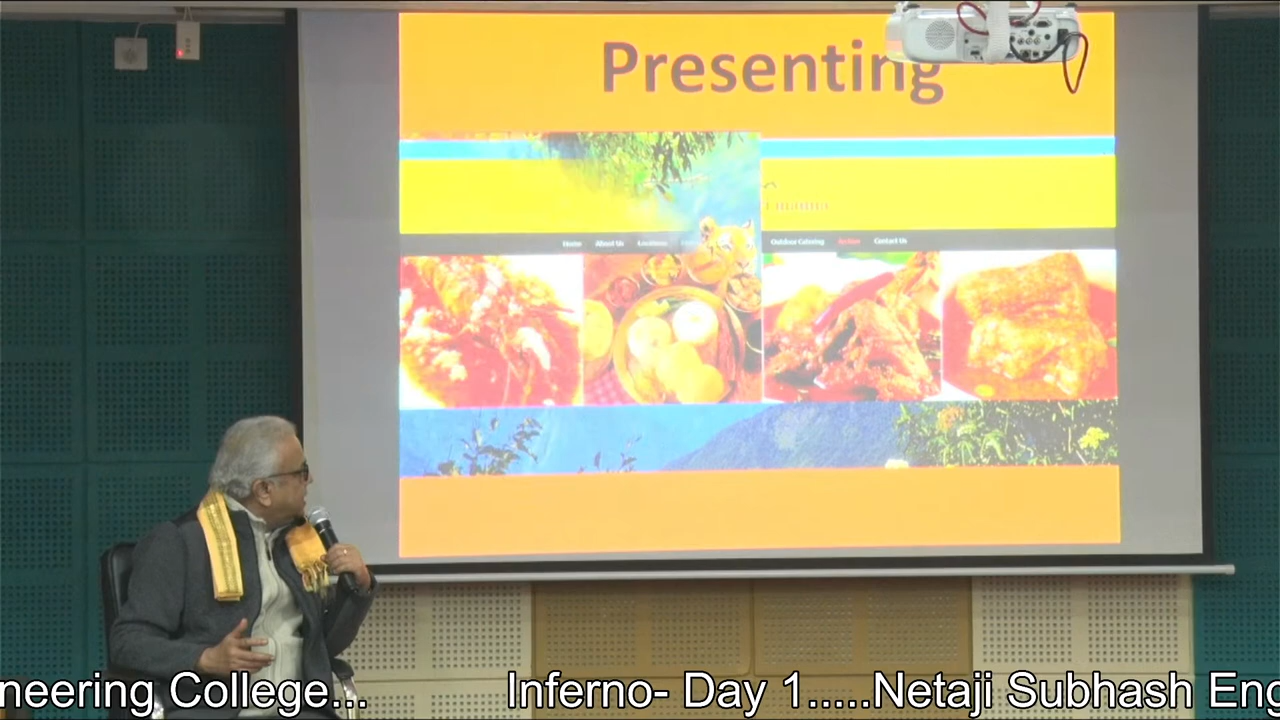 Presenting
Home About Us Locations Outdoor Catering Contact Us
neering College... Inferno- Day 1.....Netaji Subhash Eng